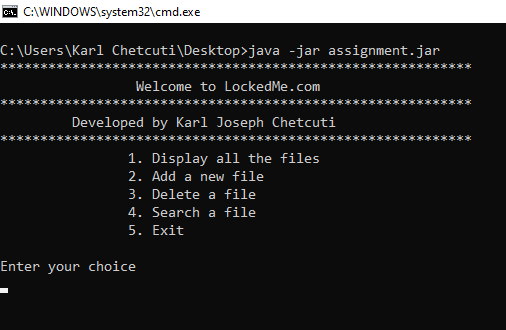 C:\WINDOWS\system32\cmd.exe
C:\Users\Karl Chetcuti\Desktop>java -jar assignment.jar
***********************************************************
Welcome to LockedMe.com
***********************************************************
Developed by Karl Joseph Chetcuti
***********************************************************
1. Display all the files
2. Add a new file
3. Delete a file
4. Search a file
5. Exit
Enter your choice